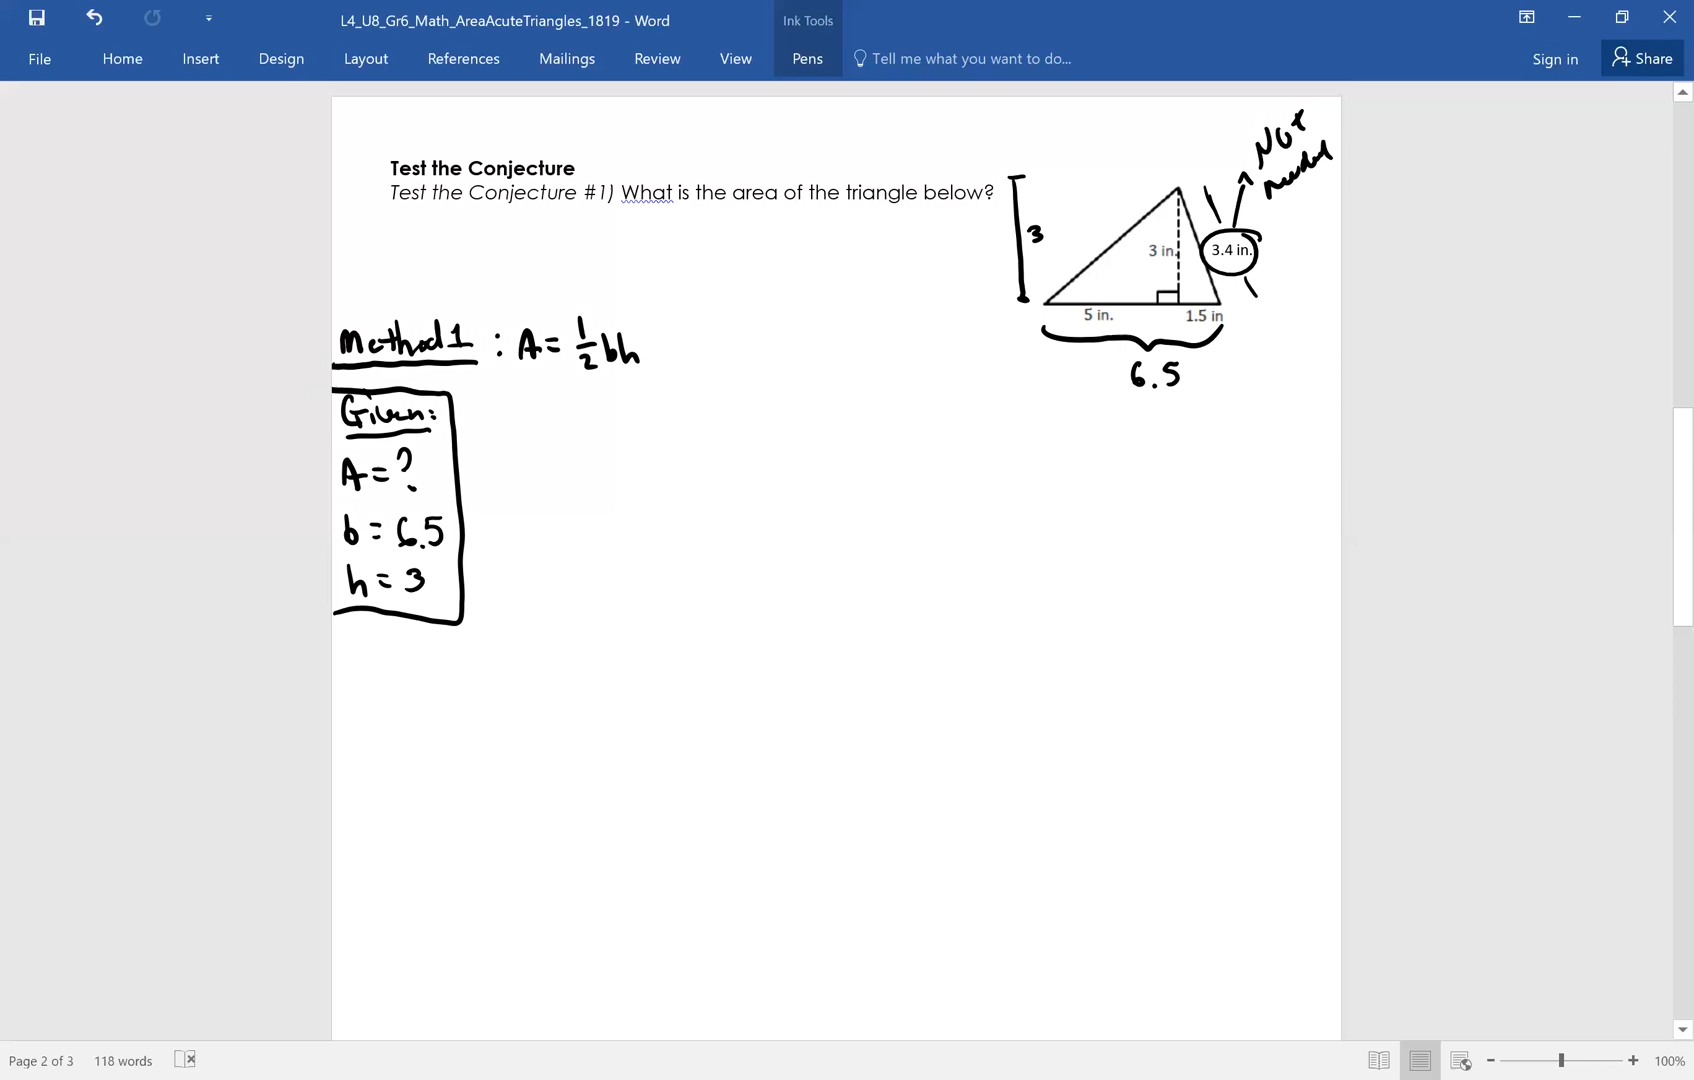 L4_U8_Gr6_Math_AreaAcuteTriangles_1819 - Word
Ink Tools
File Home Insert Design Layout References Mailings Review View Pens Tell me what you want to do... Sign in Share
Test the Conjecture
Test the Conjecture #1) What is the area of the triangle below?
Not
needed
3
3 in.
3.4 in.
5 in.
1.5 in
6.5
Method 1 : A = 1/2 bh
Given:
A = ?
b = 6.5
h = 3
Page 2 of 3 118 words 100%